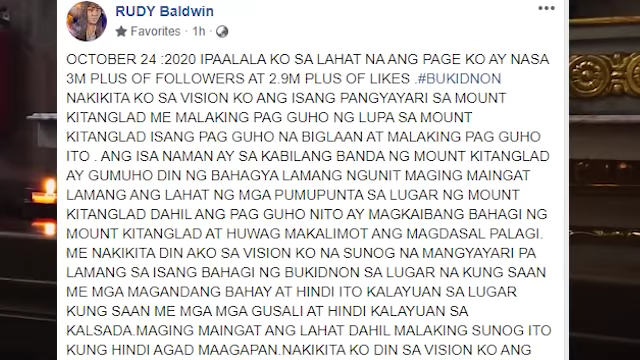 RUDY Baldwin
Favorites · 1h ·
OCTOBER 24 :2020 IPAALALA KO SA LAHAT NA ANG PAGE KO AY NASA
3M PLUS OF FOLLOWERS AT 2.9M PLUS OF LIKES .#BUKIDNON
NAKIKITA KO SA VISION KO ANG ISANG PANGYAYARI SA MOUNT
KITANGLAD ME MALAKING PAG GUHO NG LUPA SA MOUNT
KITANGLAD ISANG PAG GUHO NA BIGLAAN AT MALAKING PAG GUHO
ITO . ANG ISA NAMAN AY SA KABILANG BANDA NG MOUNT KITANGLAD
AY GUMUHO DIN NG BAHAGYA LAMANG NGUNIT MAGING MAINGAT
LAMANG ANG LAHAT NG MGA PUMUPUNTA SA LUGAR NG MOUNT
KITANGLAD DAHIL ANG PAG GUHO NITO AY MAGKAIBANG BAHAGI NG
MOUNT KITANGLAD AT HUWAG MAKALIMOT ANG MAGDASAL PALAGI.
ME NAKIKITA DIN AKO SA VISION KO NA SUNOG NA MANGYAYARI PA
LAMANG SA ISANG BAHAGI NG BUKIDNON SA LUGAR NA KUNG SAAN
ME MGA MAGANDANG BAHAY AT HINDI ITO KALAYUAN SA LUGAR
KUNG SAAN ME MGA MGA GUSALI AT HINDI KALAYUAN SA
KALSADA.MAGING MAINGAT ANG LAHAT DAHIL MALAKING SUNOG ITO
KUNG HINDI AGAD MAAGAPAN.NAKIKITA KO DIN SA VISION KO ANG